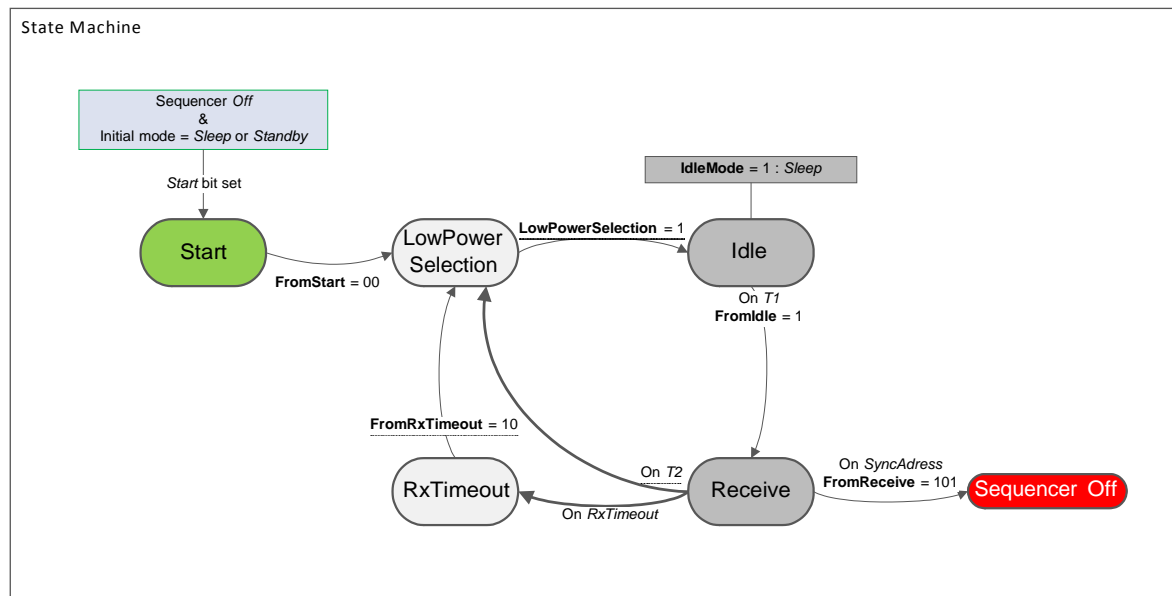 State Machine
Sequencer Off
&
Initial mode = Sleep or Standby
Start bit set
IdleMode = 1 : Sleep
Start
FromStart = 00
LowPower
Selection
LowPowerSelection = 1
Idle
On T1
FromIdle = 1
FromRxTimeout = 10
RxTimeout
On T2
On RxTimeout
Receive
On SyncAdress
FromReceive = 101
Sequencer Off